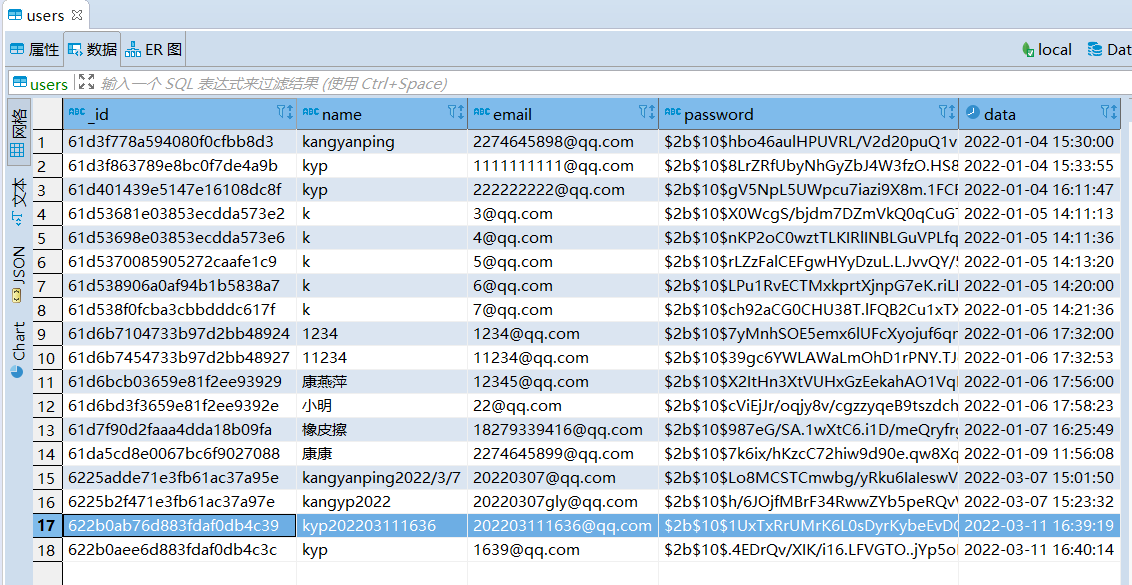 users
属性 数据 ER 图 local Dat
users 输入一个 SQL 表达式来过滤结果 (使用 Ctrl+Space)
网格
文本
JSON
Chart
ABC _id ABC name ABC email ABC password data
1 61d3f778a594080f0cfbb8d3 kangyanping 2274645898@qq.com $2b$10$hbo46aulHPUVRL/V2d20puQ1v 2022-01-04 15:30:00
2 61d3f863789e8bc0f7de4a9b kyp 1111111111@qq.com $2b$10$8LrZRfUbyNhGyZbJ4W3fzO.HS8 2022-01-04 15:33:55
3 61d401439e5147e16108dc8f kyp 222222222@qq.com $2b$10$gV5NpL5UWpcu7iazi9X8m.1FCF 2022-01-04 16:11:47
4 61d53681e03853ecdda573e2 k 3@qq.com $2b$10$X0WcgS/bjdm7DZmVkQ0qCuG7 2022-01-05 14:11:13
5 61d53698e03853ecdda573e6 k 4@qq.com $2b$10$nKP2oC0wztTLKIRlINBLGuVPLfq 2022-01-05 14:11:36
6 61d5370085905272caafe1c9 k 5@qq.com $2b$10$rLZzFalCEFgwHYyDzuL.L.JvvQY/5 2022-01-05 14:13:20
7 61d538906a0af94b1b5838a7 k 6@qq.com $2b$10$LPu1RvECTMxkprtXjnpG7eK.riLI 2022-01-05 14:20:00
8 61d538f0fcba3cbbdddc617f k 7@qq.com $2b$10$ch92aCG0CHU38T.lFQB2Cu1xTX 2022-01-05 14:21:36
9 61d6b7104733b97d2bb48924 1234 1234@qq.com $2b$10$7yMnhSOE5emx6lUFcXyojuf6qr 2022-01-06 17:32:00
10 61d6b7454733b97d2bb48927 11234 11234@qq.com $2b$10$39gc6YWLAWaLmOhD1rPNY.TJ 2022-01-06 17:32:53
11 61d6bcb03659e81f2ee93929 康燕萍 12345@qq.com $2b$10$X2ItHn3XtVUHxGzEekahAO1Vq 2022-01-06 17:56:00
12 61d6bd3f3659e81f2ee9392e 小明 22@qq.com $2b$10$cViEjJr/oqjy8v/cgzzyqeB9tszdch 2022-01-06 17:58:23
13 61d7f90d2faaa4dda18b09fa 橡皮擦 18279339416@qq.com $2b$10$987eG/SA.1wXtC6.i1D/meQryfrg 2022-01-07 16:25:49
14 61da5cd8e0067bc6f9027088 康康 2274645899@qq.com $2b$10$7k6ix/hKzcC72hiw9d90e.qw8Xq 2022-01-09 11:56:08
15 6225adde71e3fb61ac37a95e kangyanping2022/3/7 20220307@qq.com $2b$10$Lo8MCSTCmwbg/yRku6IaIeswV 2022-03-07 15:01:50
16 6225b2f471e3fb61ac37a97e kangyp2022 20220307gly@qq.com $2b$10$h/6JOjfMBrF34RwwZYb5peRQv 2022-03-07 15:23:32
17 622b0ab76d883fdaf0db4c39 kyp202203111636 202203111636@qq.com $2b$10$1UxTxRrUMrK6L0sDyrKybeEvDC 2022-03-11 16:39:19
18 622b0aee6d883fdaf0db4c3c kyp 1639@qq.com $2b$10$.4EDrQv/XIK/i16.LFVGTO..jYp5o 2022-03-11 16:40:14